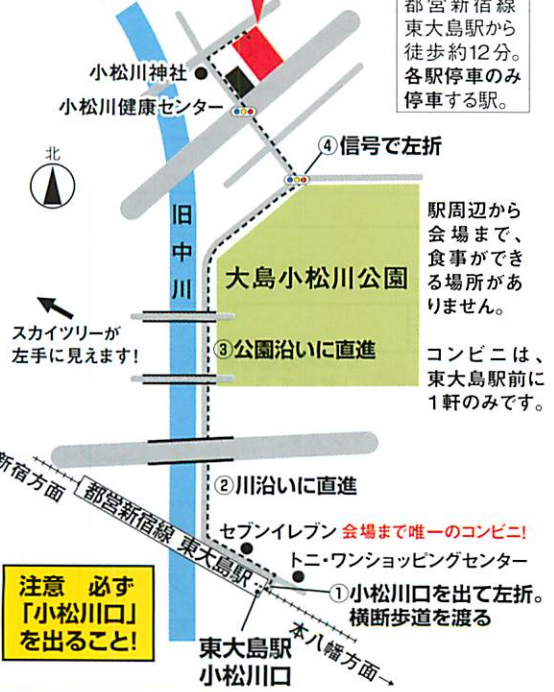 都営新宿線
東大島駅から
徒歩約12分。
各駅停車のみ
停車する駅。
小松川神社
小松川健康センター
④信号で左折
北
旧中川
駅周辺から
会場まで、
食事ができ
る場所があ
りません。
大島小松川公園
スカイツリーが
左手に見えます!
③公園沿いに直進
コンビニは、
東大島駅前に
1軒のみです。
新宿方面
②川沿いに直進
都営新宿線 東大島駅
セブンイレブン 会場まで唯一のコンビニ!
トニ・ワンショッピングセンター
①小松川口を出て左折。
横断歩道を渡る
注意 必ず
「小松川口」
を出ること!
東大島駅
小松川口
本八幡方面→